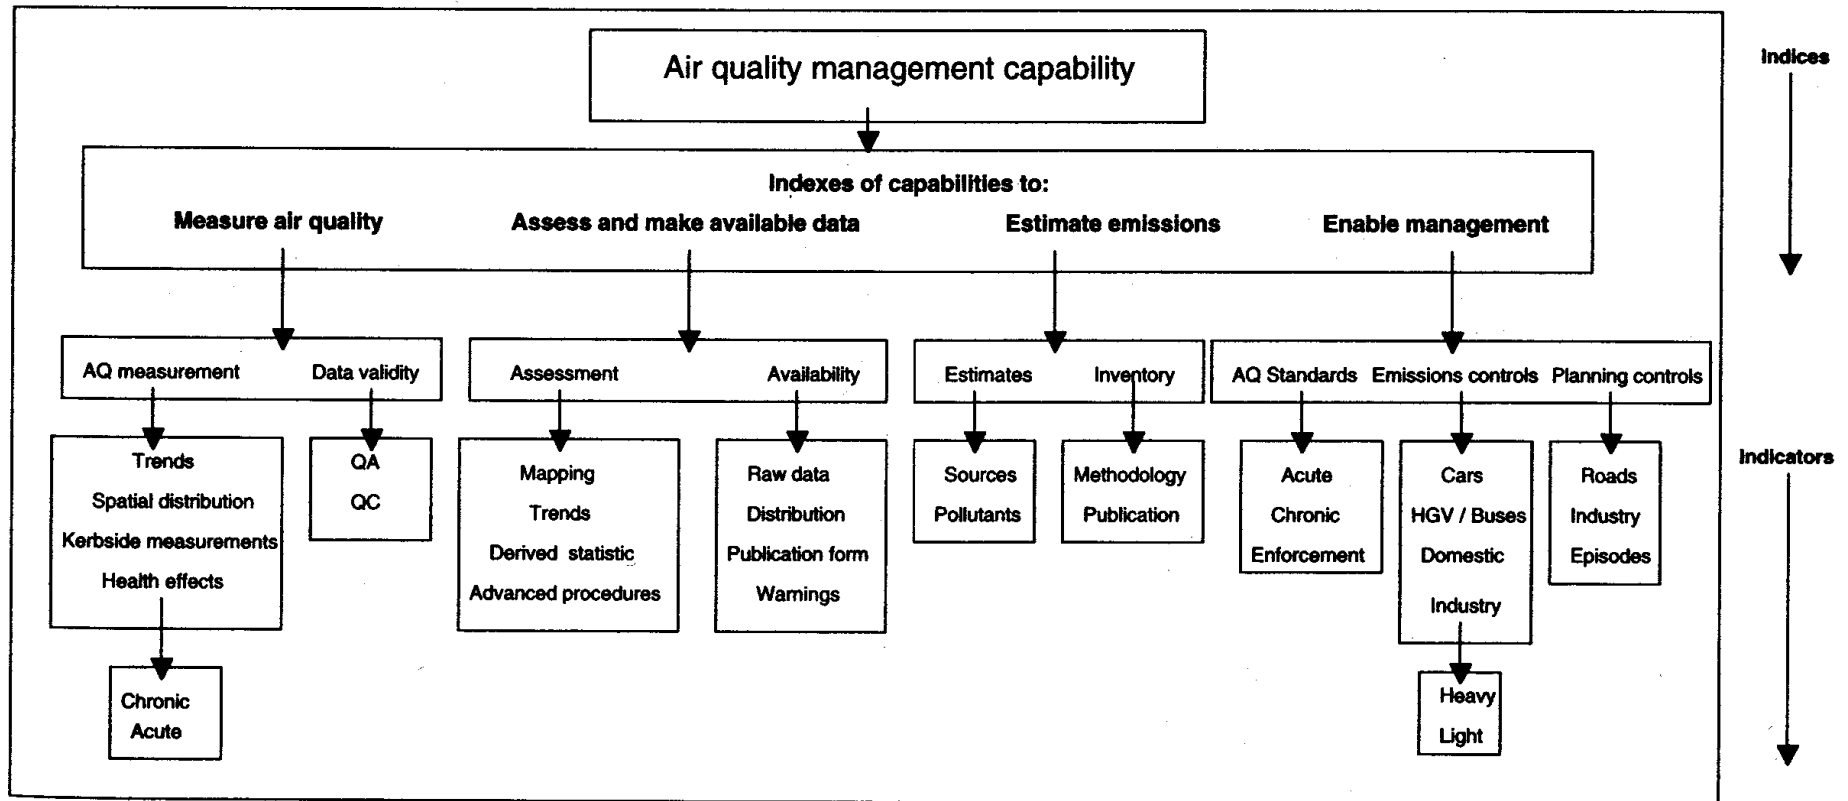 Air quality management capability
Indices
Indexes of capabilities to:
Measure air quality
Assess and make available data
Estimate emissions
Enable management
AQ measurement
Data validity
Assessment
Availability
Estimates
Inventory
AQ Standards
Emissions controls
Planning controls
Indicators
Trends
Spatial distribution
Kerbside measurements
Health effects
QA
QC
Mapping
Trends
Derived statistic
Advanced procedures
Raw data
Distribution
Publication form
Warnings
Sources
Pollutants
Methodology
Publication
Acute
Chronic
Enforcement
Cars
HGV / Buses
Domestic
Industry
Roads
Industry
Episodes
Chronic
Acute
Heavy
Light